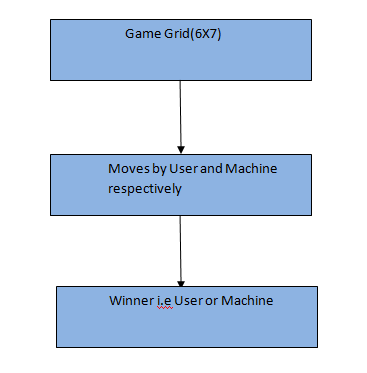 Game Grid(6X7)
Moves by User and Machine
respectively
Winner i.e User or Machine